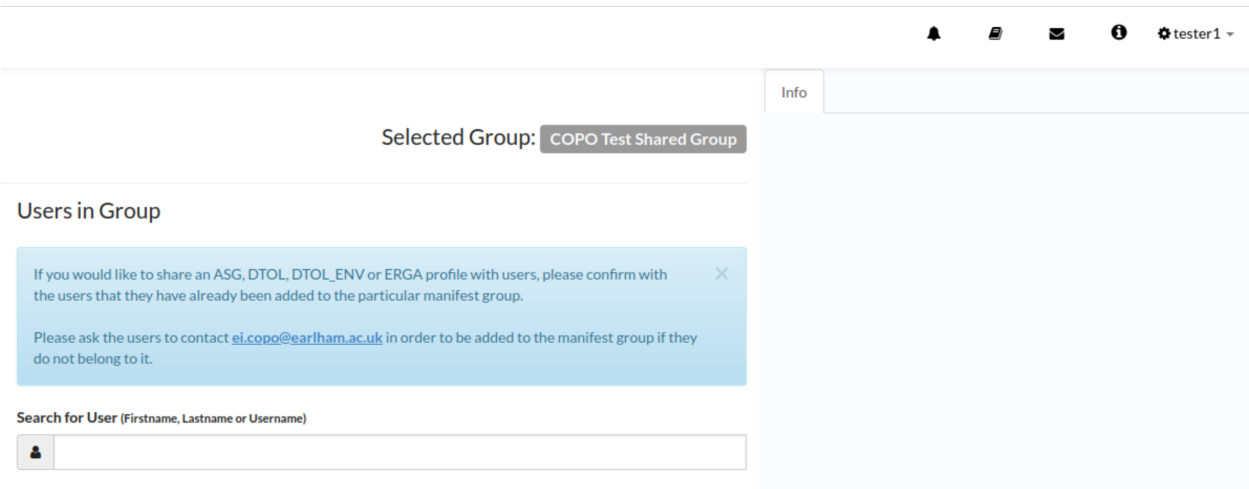 tester1
Info
Selected Group: COPO Test Shared Group
Users in Group
If you would like to share an ASG, DTOL, DTOL_ENV or ERGA profile with users, please confirm with
the users that they have already been added to the particular manifest group.
Please ask the users to contact ei.copo@earlham.ac.uk in order to be added to the manifest group if they
do not belong to it.
Search for User (Firstname, Lastname or Username)